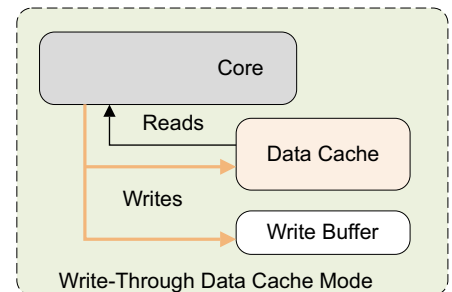 Core
Reads
Data Cache
Writes
Write Buffer
Write-Through Data Cache Mode